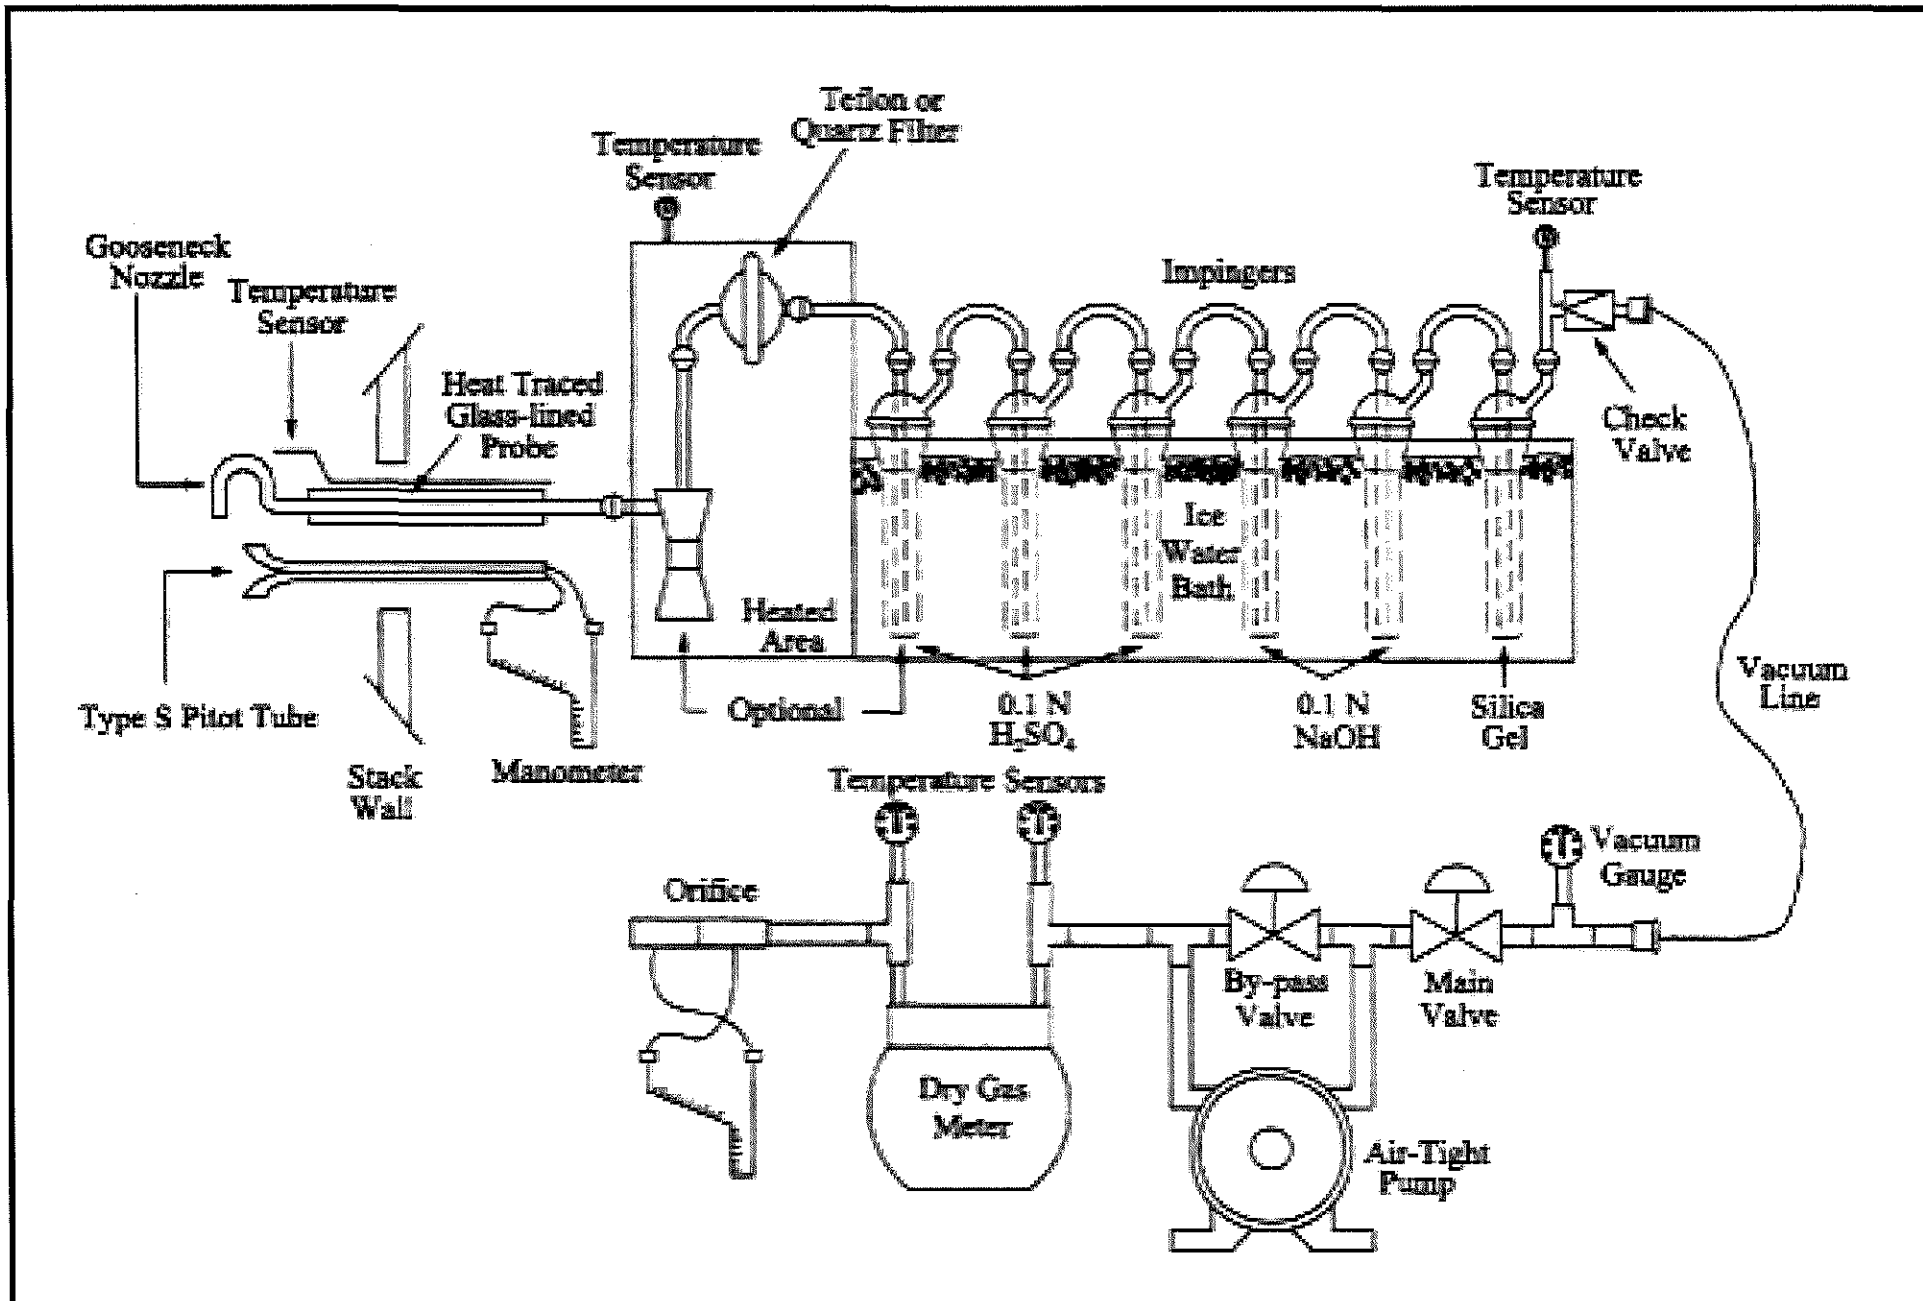 Teflon or
Quartz Filter
Temperature
Sensor
Temperature
Sensor
Gooseneck
Nozzle
Temperature
Sensor
Impingers
Heat Traced
Glass-lined
Probe
Check
Valve
Ice
Water
Bath
Heated
Area
Vacuum
Line
Type S Pitot Tube
Optional
0.1 N
H₂SO₄
0.1 N
NaOH
Silica
Gel
Stack
Wall
Manometer
Temperature Sensors
Vacuum
Gauge
Orifice
By-pass
Valve
Main
Valve
Dry Gas
Meter
Air-Tight
Pump